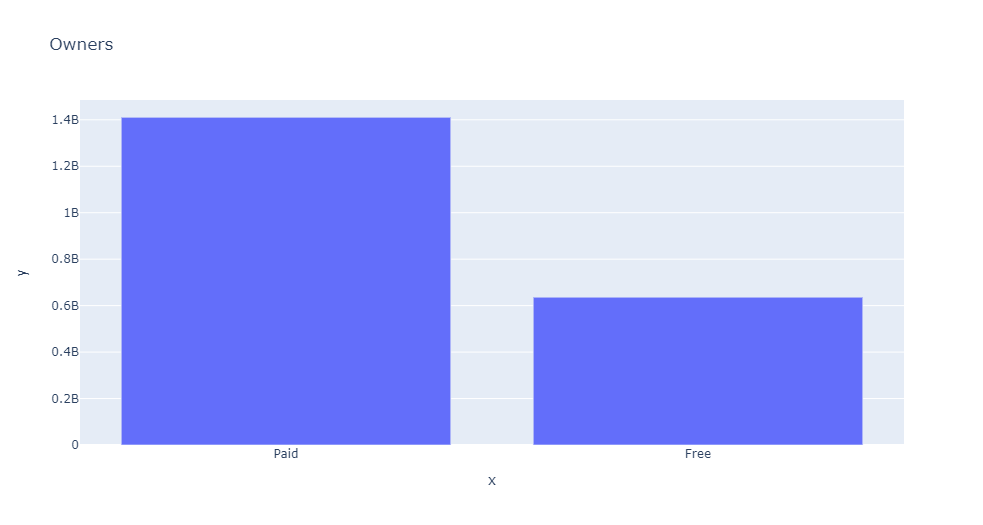 Owners
1.4B
1.2B
1B
0.8B
0.6B
0.4B
0.2B
0
y
Paid
Free
x